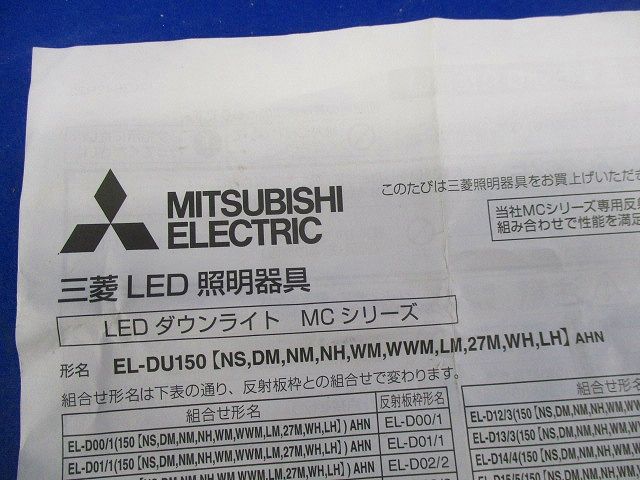 MITSUBISHI
ELECTRIC
このたびは三菱照明器具をお買上げいただき
当社MCシリーズ専用反射
組み合わせで性能を満足
三菱 LED 照明器具
LED ダウンライト MC シリーズ
形名 EL-DU150【NS,DM,NM,NH,WM,WWM,LM,27M,WH,LH】AHN
組合せ形名は下表の通り、反射板枠との組合せで変わります。
組合せ形名 反射板枠形名
EL-D00/1(150【NS,DM,NM,NH,WM,WWM,LM,27M,WH,LH】) AHN EL-D00/1
EL-D01/1(150【NS,DM,NM,NH,WM,WWM,LM,27M,WH,LH】) AHN EL-D01/1
EL-D02/2
組合せ形名
EL-D12/3(150【NS,DM,NM,NH,WM,
EL-D13/3(150【NS,DM,NM,NH,WM,
EL-D14/4(150【NS,DM,NM,NH,WM